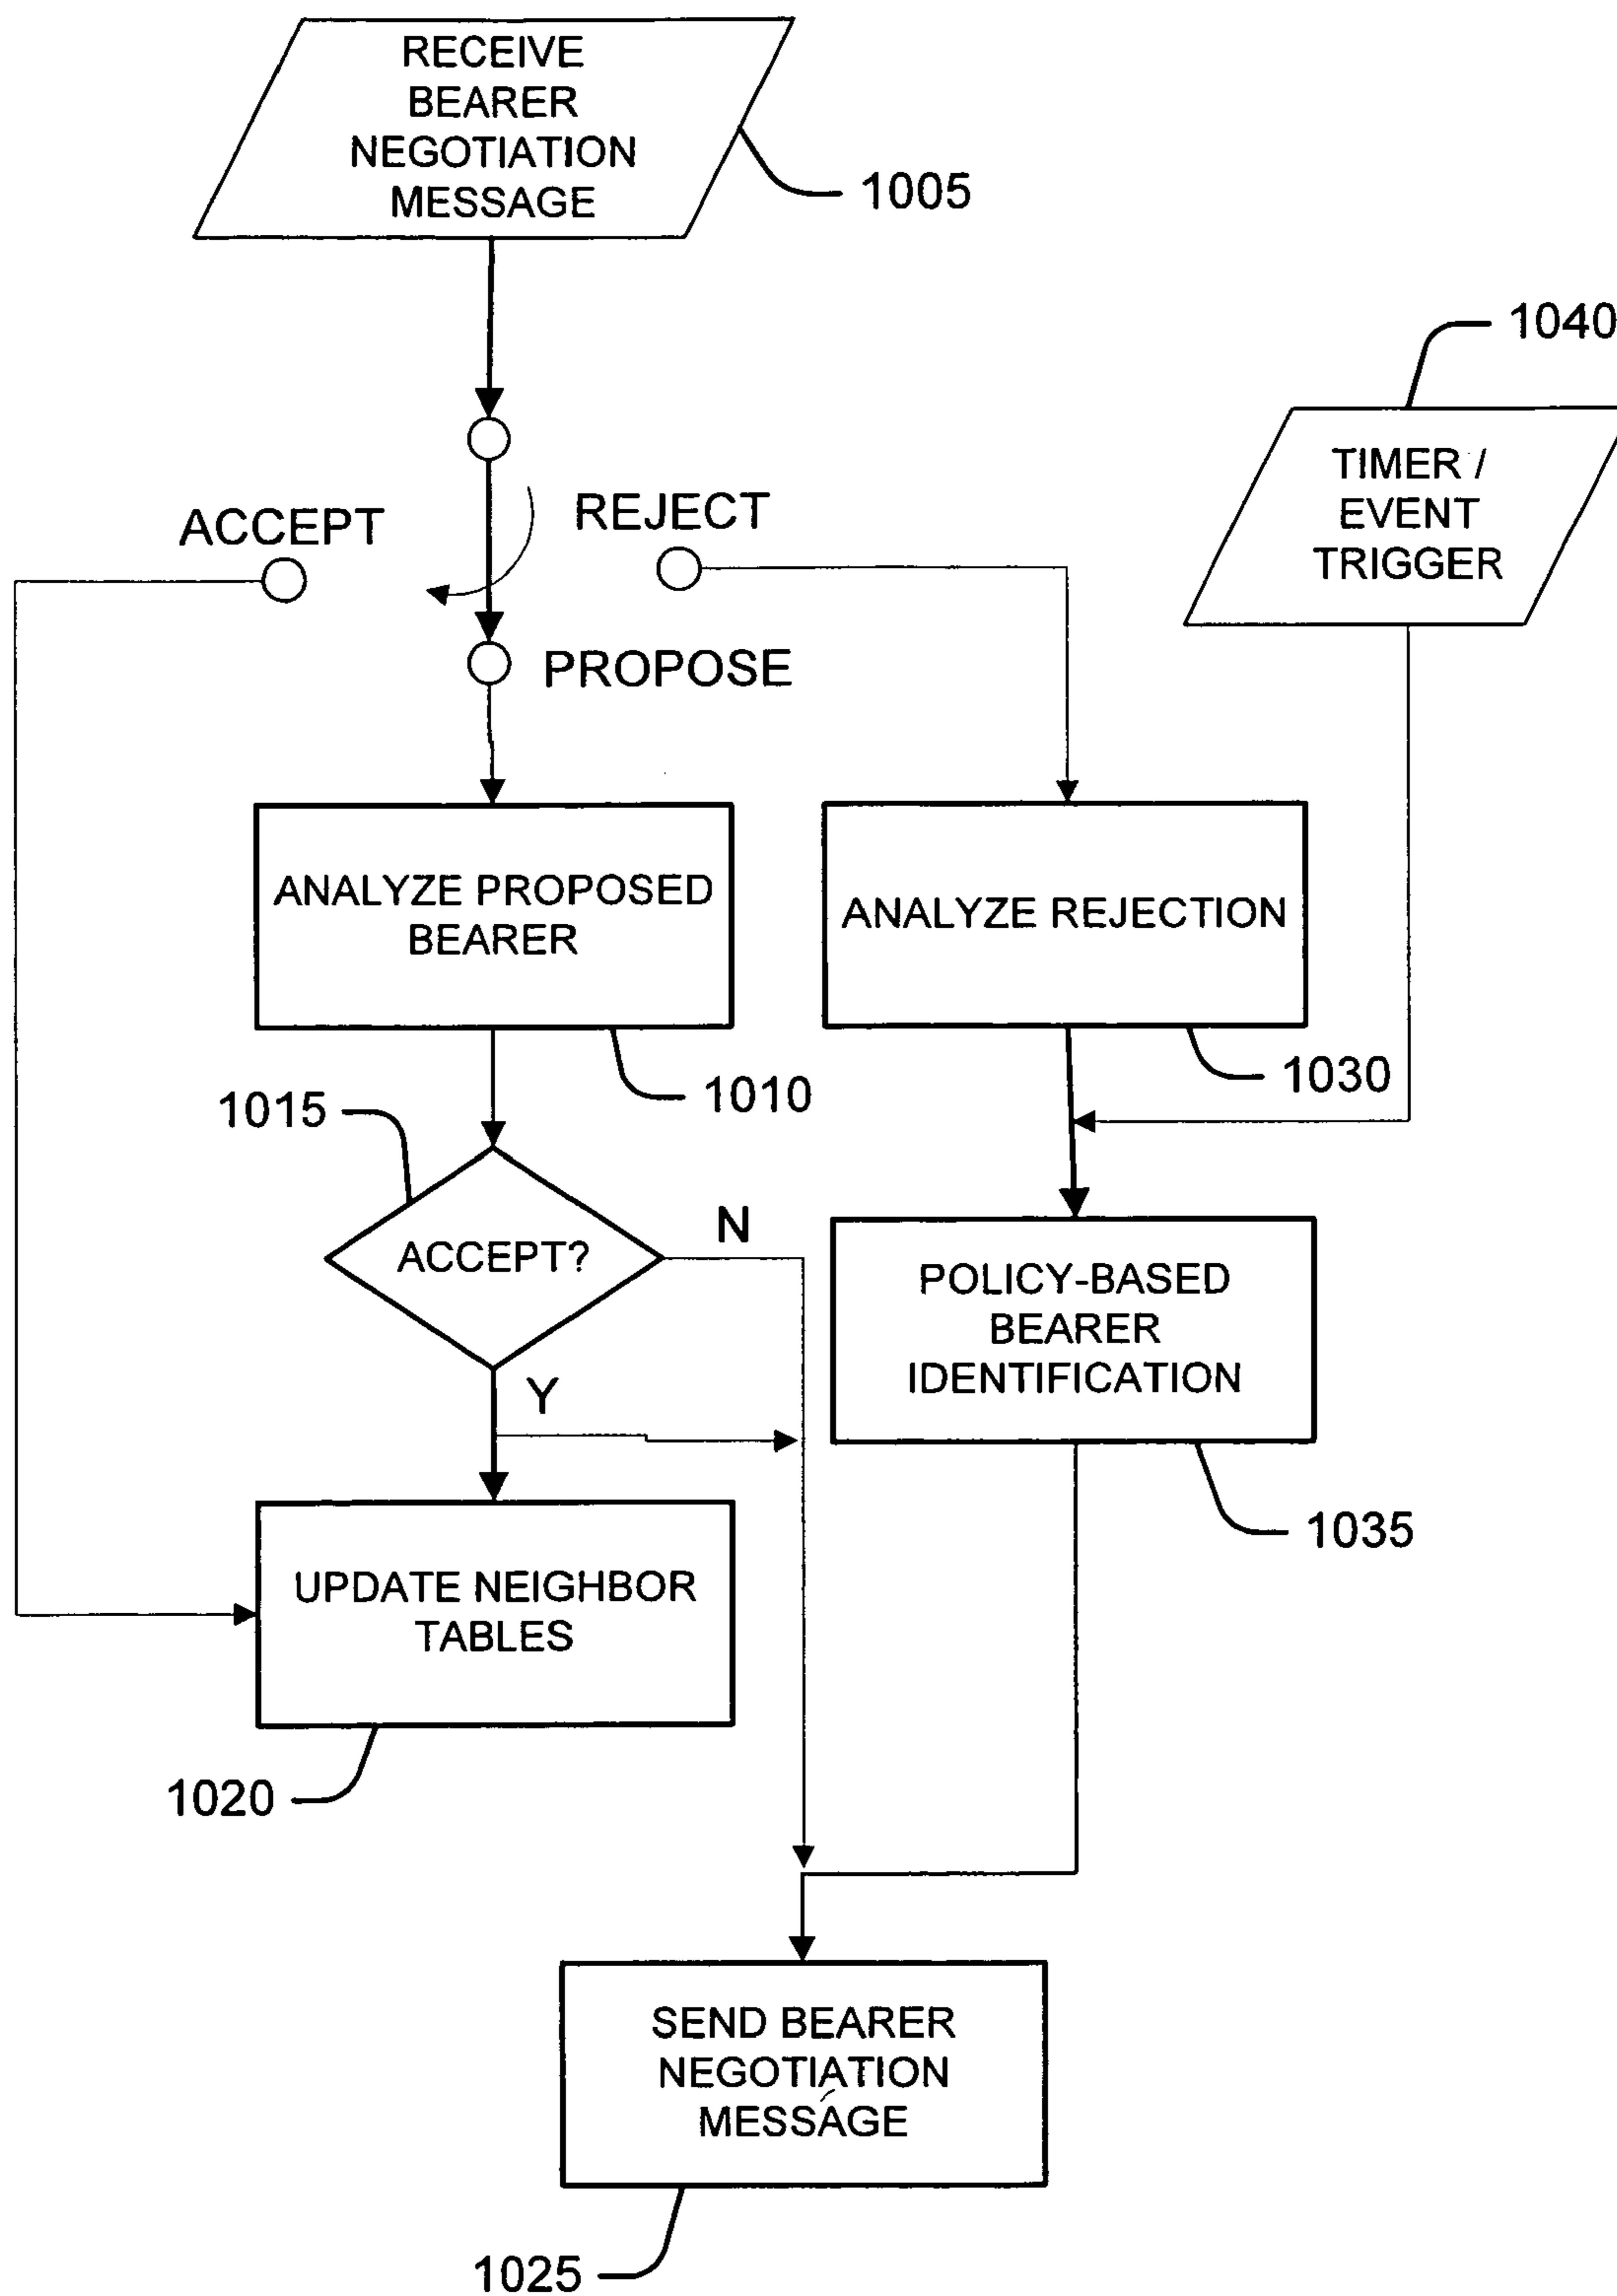 RECEIVE
BEARER
NEGOTIATION
MESSAGE
1005
1040
TIMER /
EVENT
TRIGGER
ACCEPT
REJECT
PROPOSE
ANALYZE PROPOSED
BEARER
ANALYZE REJECTION
1010
1030
1015
ACCEPT?
N
Y
POLICY-BASED
BEARER
IDENTIFICATION
1035
UPDATE NEIGHBOR
TABLES
1020
SEND BEARER
NEGOTIATION
MESSAGE
1025